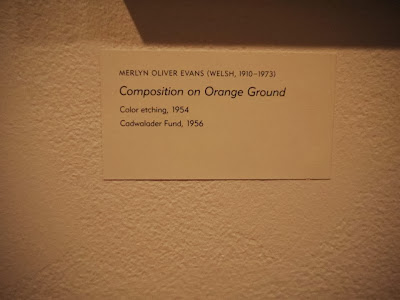 MERLYN OLIVER EVANS (WELSH, 1910–1973)
Composition on Orange Ground
Color etching, 1954
Cadwalader Fund, 1956